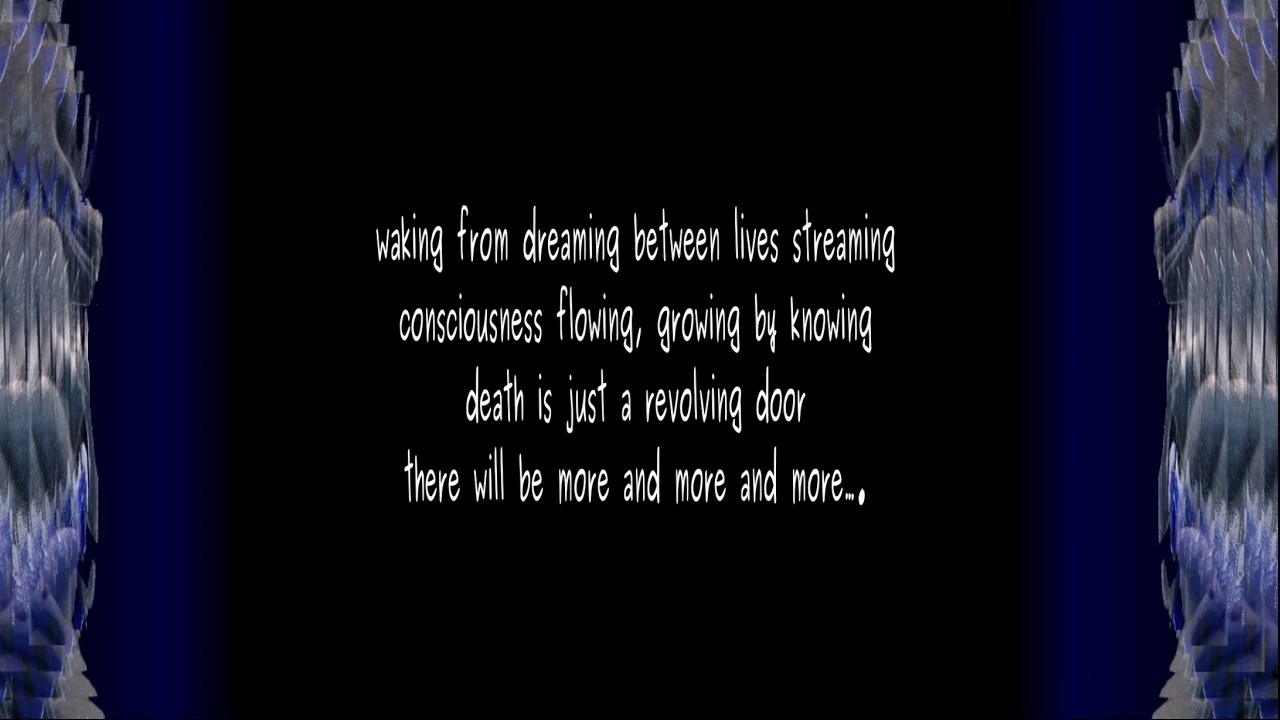 waking from dreaming between lives streaming
consciousness flowing, growing by knowing
death is just a revolving door
there will be more and more and more....